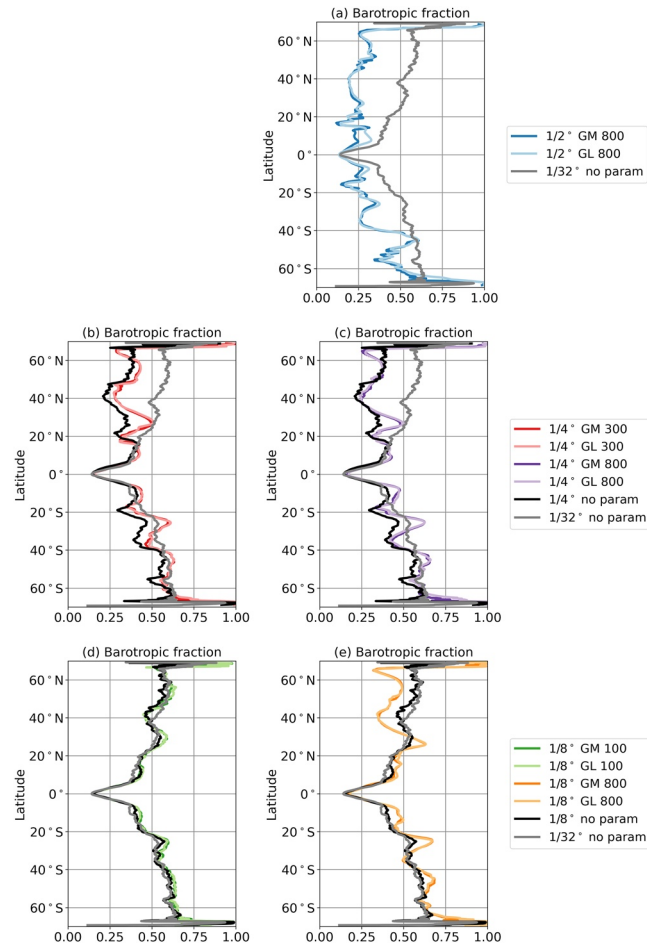 (a) Barotropic fraction
60°N
40°N
20°N
0°
20°S
40°S
60°S
Latitude
0.00 0.25 0.50 0.75 1.00
1/2° GM 800
1/2° GL 800
1/32° no param
(b) Barotropic fraction
60°N
40°N
20°N
0°
20°S
40°S
60°S
Latitude
0.00 0.25 0.50 0.75 1.00
(c) Barotropic fraction
60°N
40°N
20°N
0°
20°S
40°S
60°S
Latitude
0.00 0.25 0.50 0.75 1.00
1/4° GM 300
1/4° GL 300
1/4° GM 800
1/4° GL 800
1/4° no param
1/32° no param
(d) Barotropic fraction
60°N
40°N
20°N
0°
20°S
40°S
60°S
Latitude
0.00 0.25 0.50 0.75 1.00
(e) Barotropic fraction
60°N
40°N
20°N
0°
20°S
40°S
60°S
Latitude
0.00 0.25 0.50 0.75 1.00
1/8° GM 100
1/8° GL 100
1/8° GM 800
1/8° GL 800
1/8° no param
1/32° no param